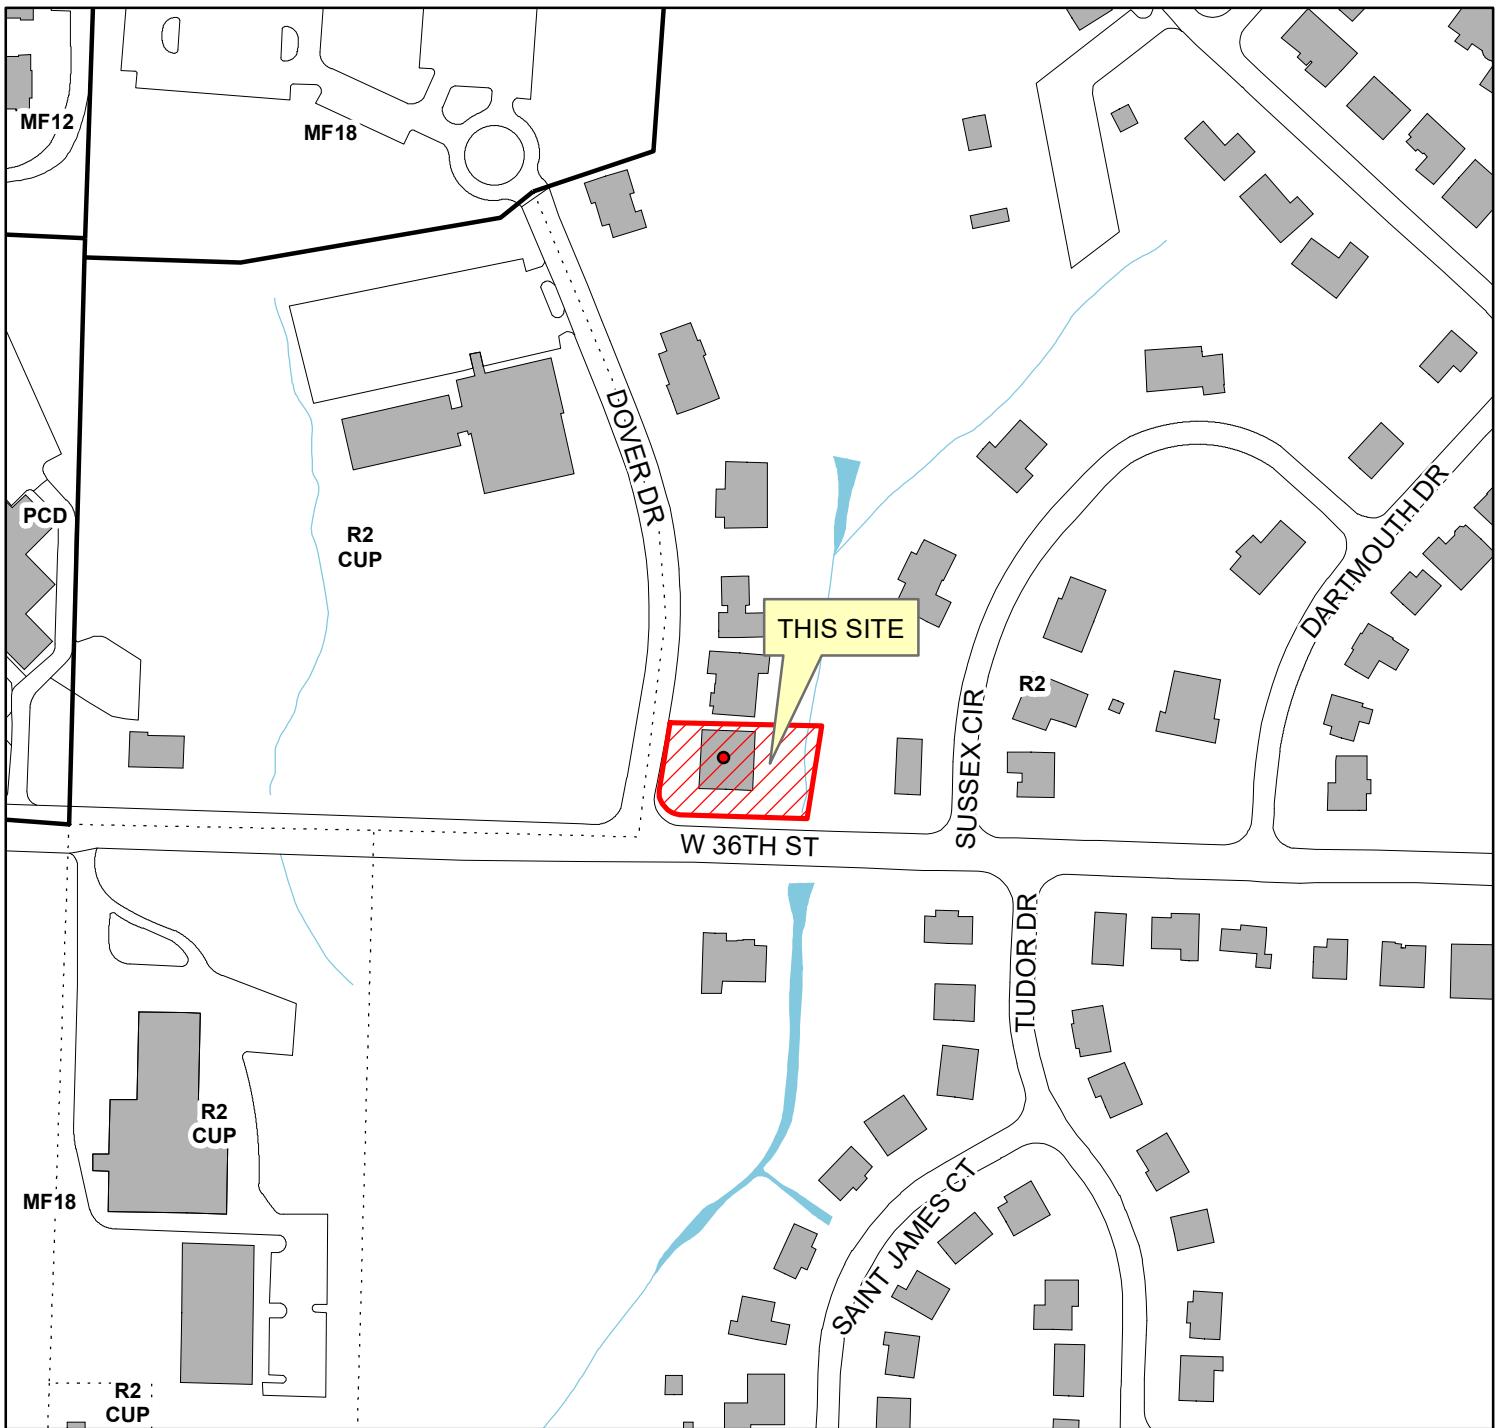 MF12
MF18
DOVER DR
DARTMOUTH DR
PCD
R2
CUP
THIS SITE
R2
SUSSEX CIR
W 36TH ST
TUDOR DR
R2
CUP
SAINT JAMES CT
MF18
R2
CUP